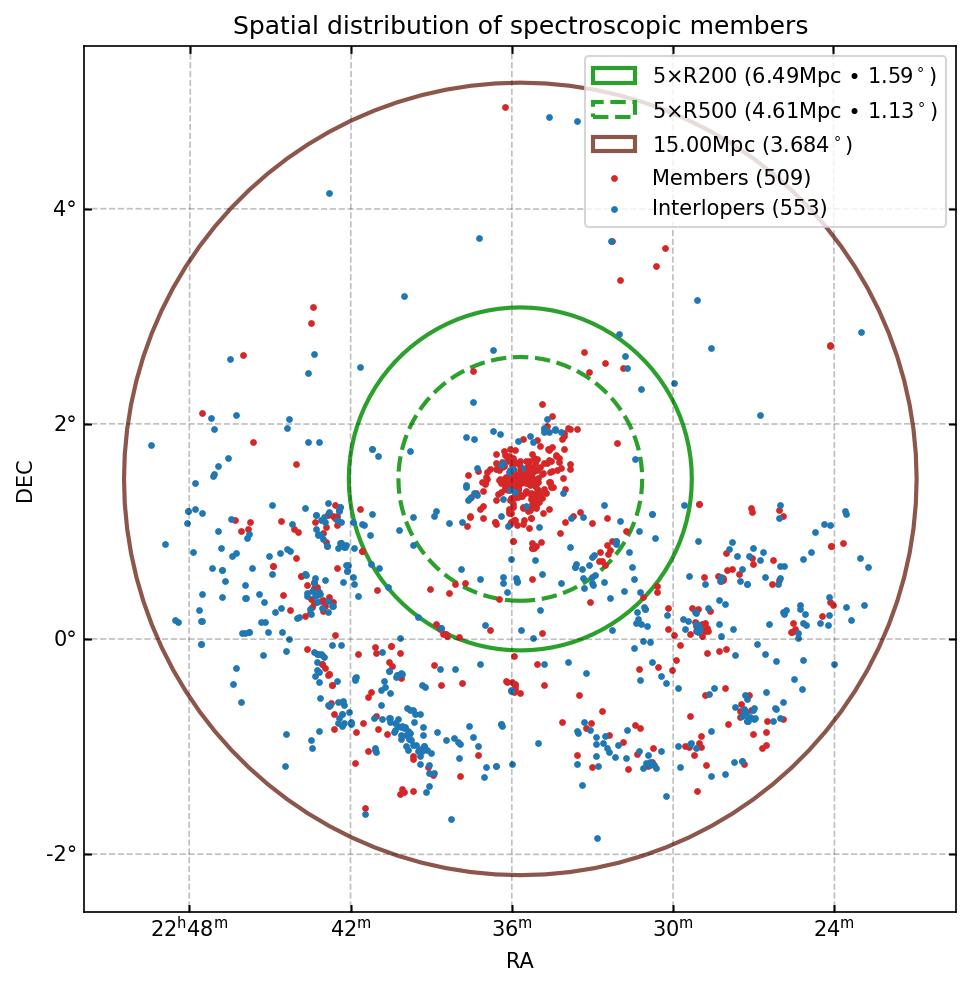 Spatial distribution of spectroscopic members
5×R200 (6.49Mpc • 1.59°)
5×R500 (4.61Mpc • 1.13°)
15.00Mpc (3.684°)
Members (509)
Interlopers (553)
4°
2°
0°
-2°
DEC
22ʰ48ᵐ 42ᵐ 36ᵐ 30ᵐ 24ᵐ
RA